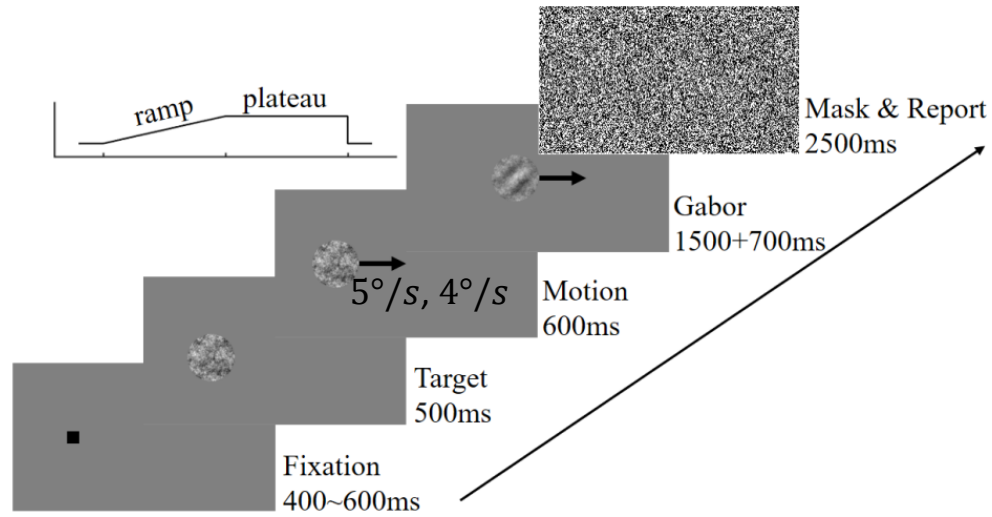 ramp
plateau
Mask & Report
2500ms
Gabor
1500+700ms
5°/s, 4°/s
Motion
600ms
Target
500ms
Fixation
400~600ms